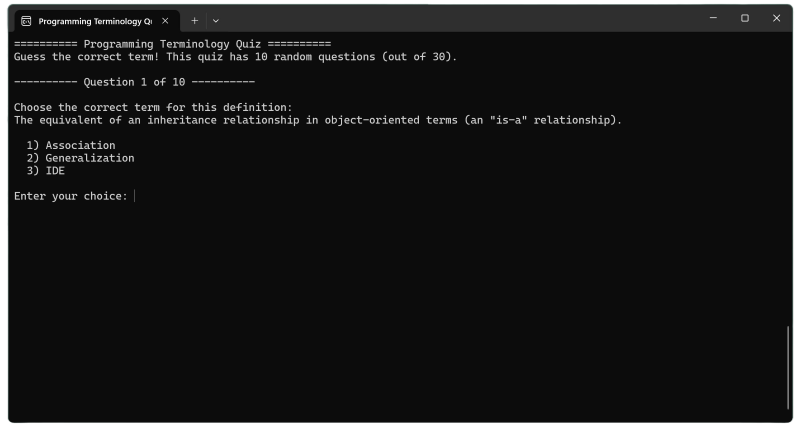 Programming Terminology Qu
========== Programming Terminology Quiz ==========
Guess the correct term! This quiz has 10 random questions (out of 30).
---------- Question 1 of 10 ----------
Choose the correct term for this definition:
The equivalent of an inheritance relationship in object-oriented terms (an "is-a" relationship).
1) Association
2) Generalization
3) IDE
Enter your choice: